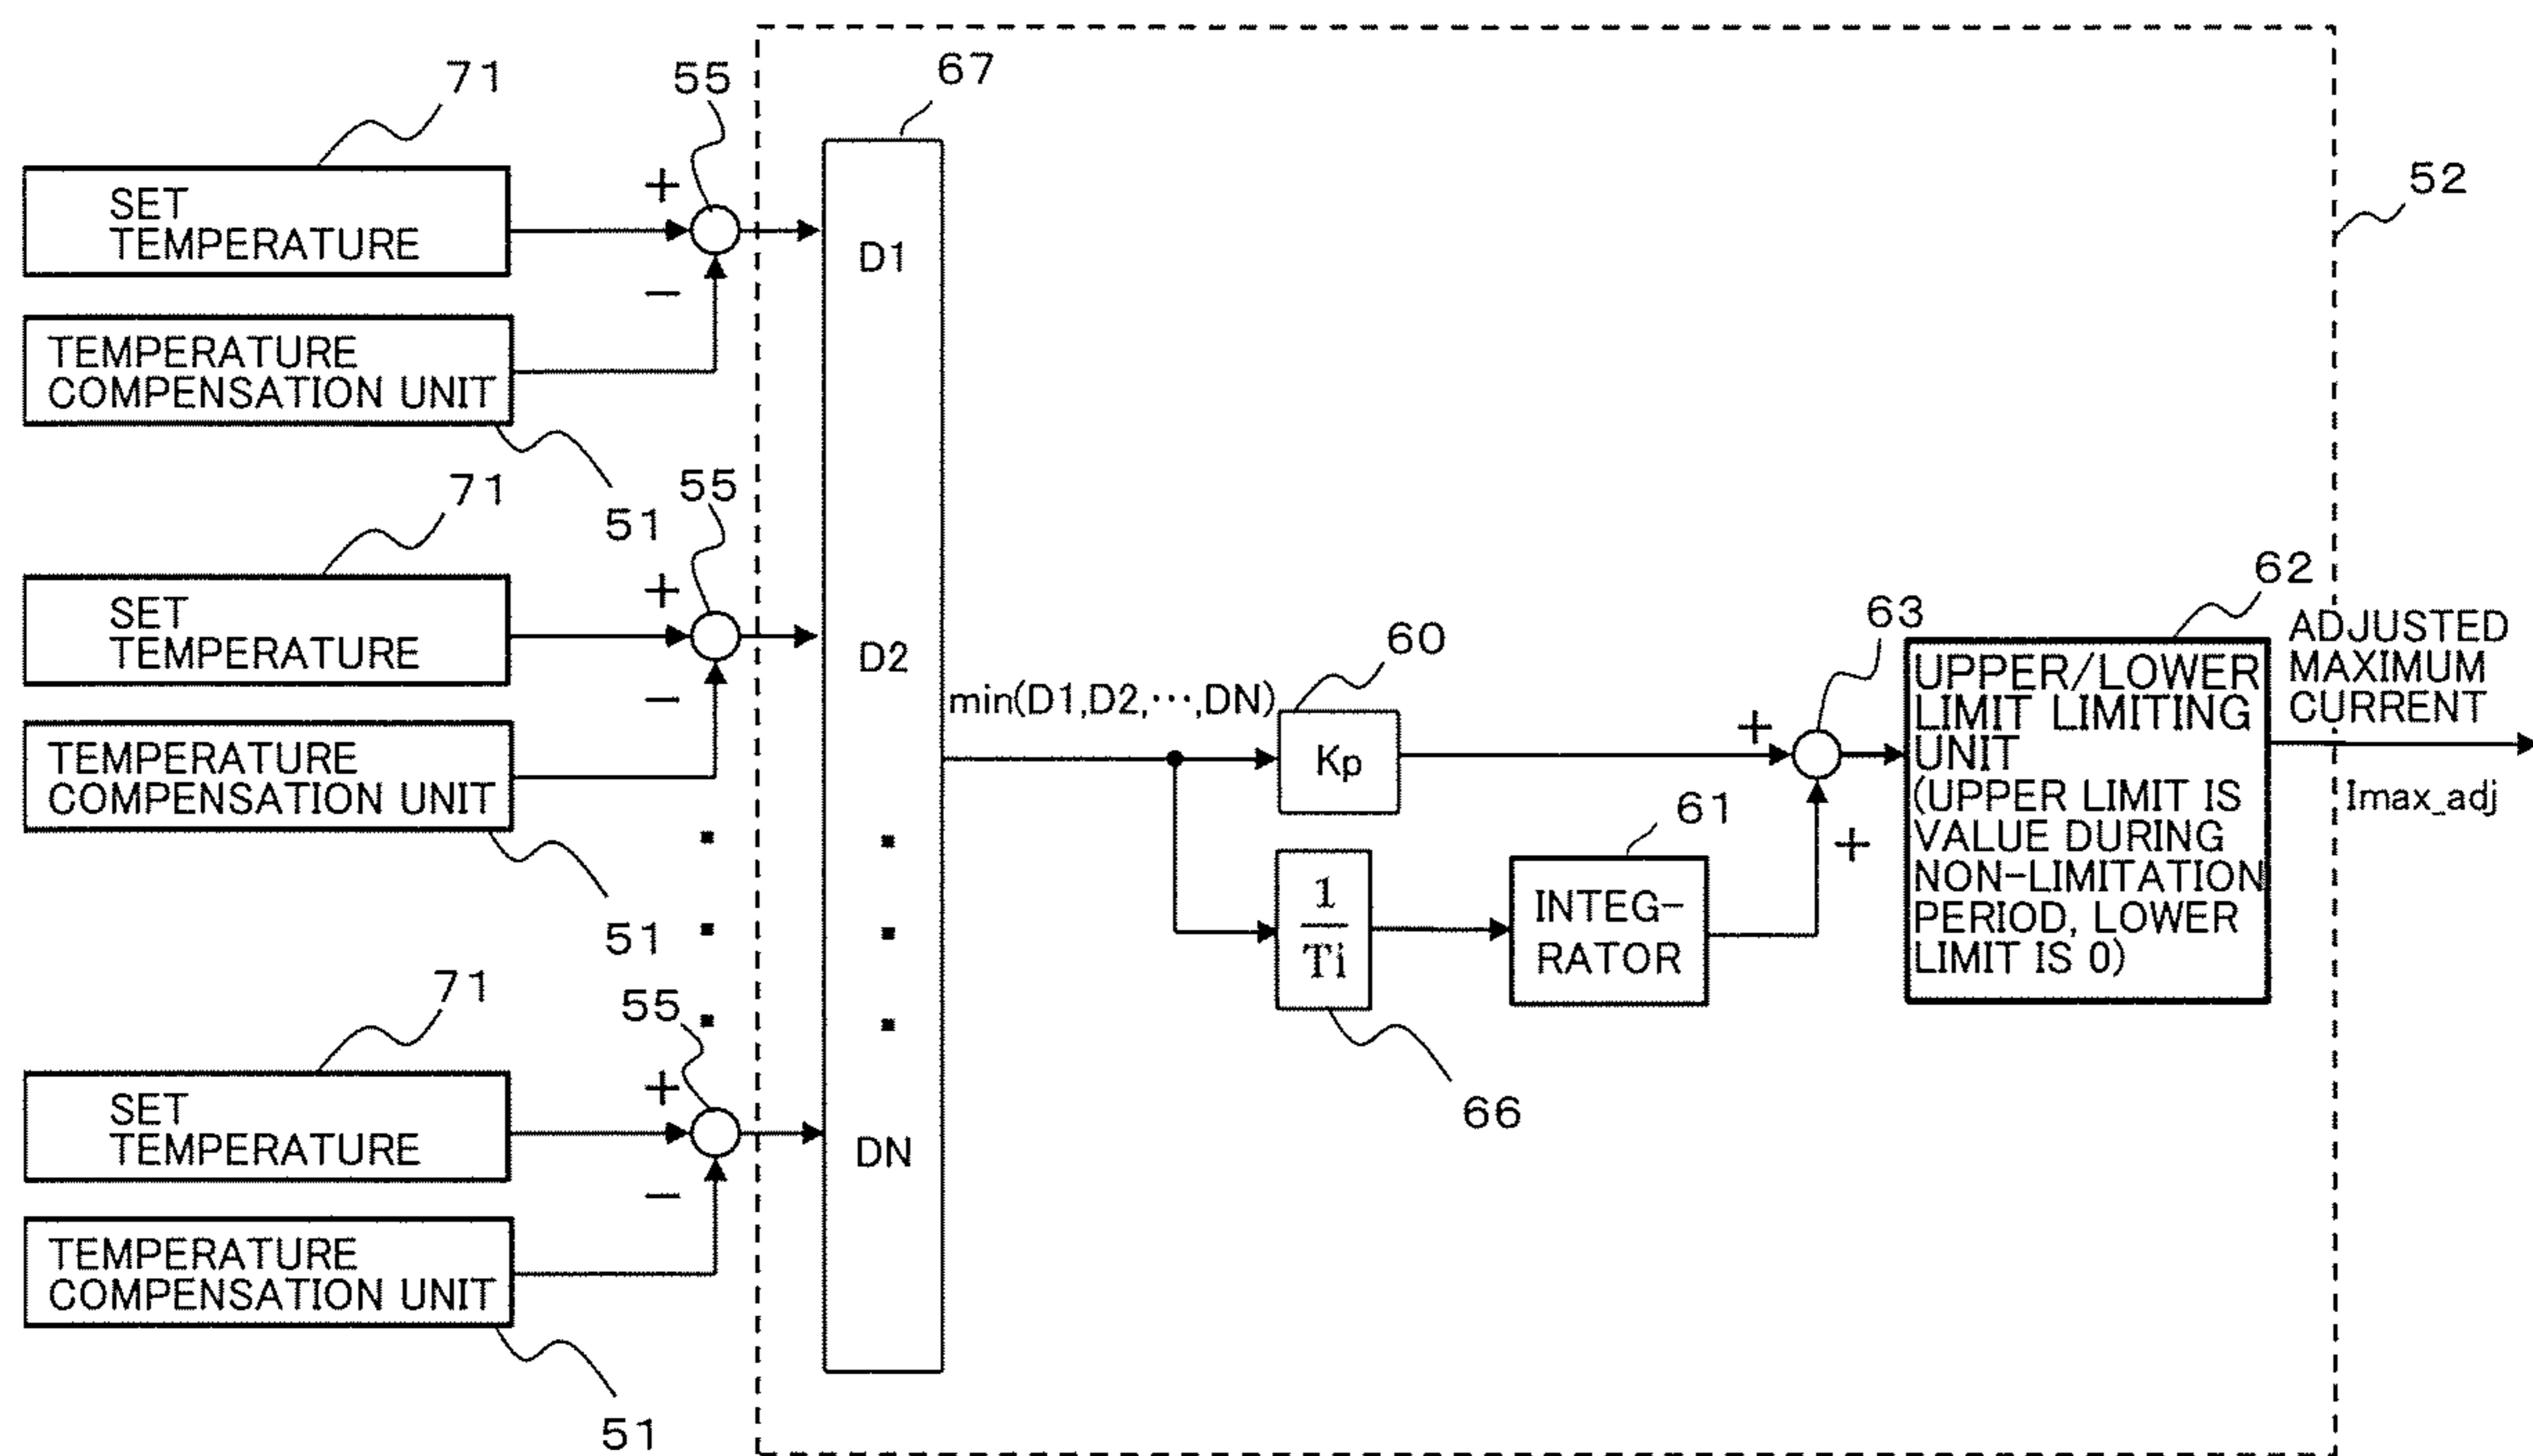 71
55
67
SET
TEMPERATURE
+
−
D1
52
TEMPERATURE
COMPENSATION UNIT
51
71
55
SET
TEMPERATURE
+
−
D2
TEMPERATURE
COMPENSATION UNIT
51
min(D1,D2,⋯,DN)
60
Kp
63
+
+
62
UPPER/LOWER
LIMIT LIMITING
UNIT
(UPPER LIMIT IS
VALUE DURING
NON-LIMITATION
PERIOD, LOWER
LIMIT IS 0)
ADJUSTED
MAXIMUM
CURRENT
Imax_adj
1
Ti
66
61
INTEG-
RATOR
71
55
SET
TEMPERATURE
+
−
DN
TEMPERATURE
COMPENSATION UNIT
51